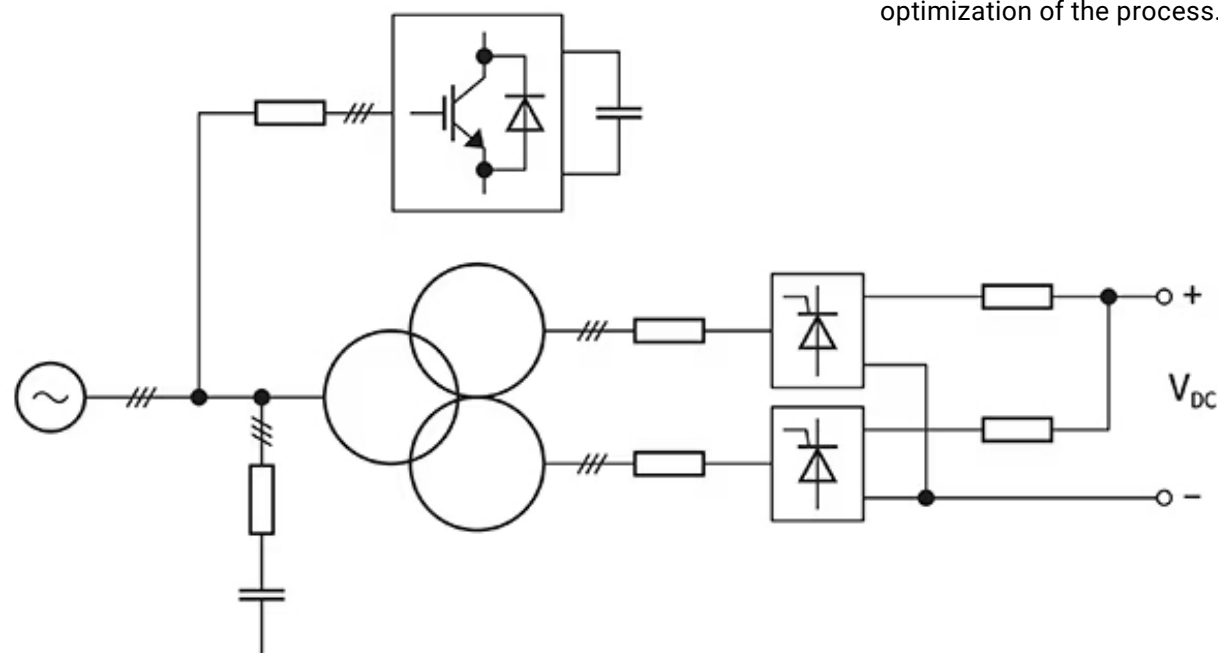 optimization of the process.
+
V_DC
−